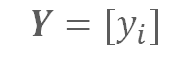 Y = [yᵢ]